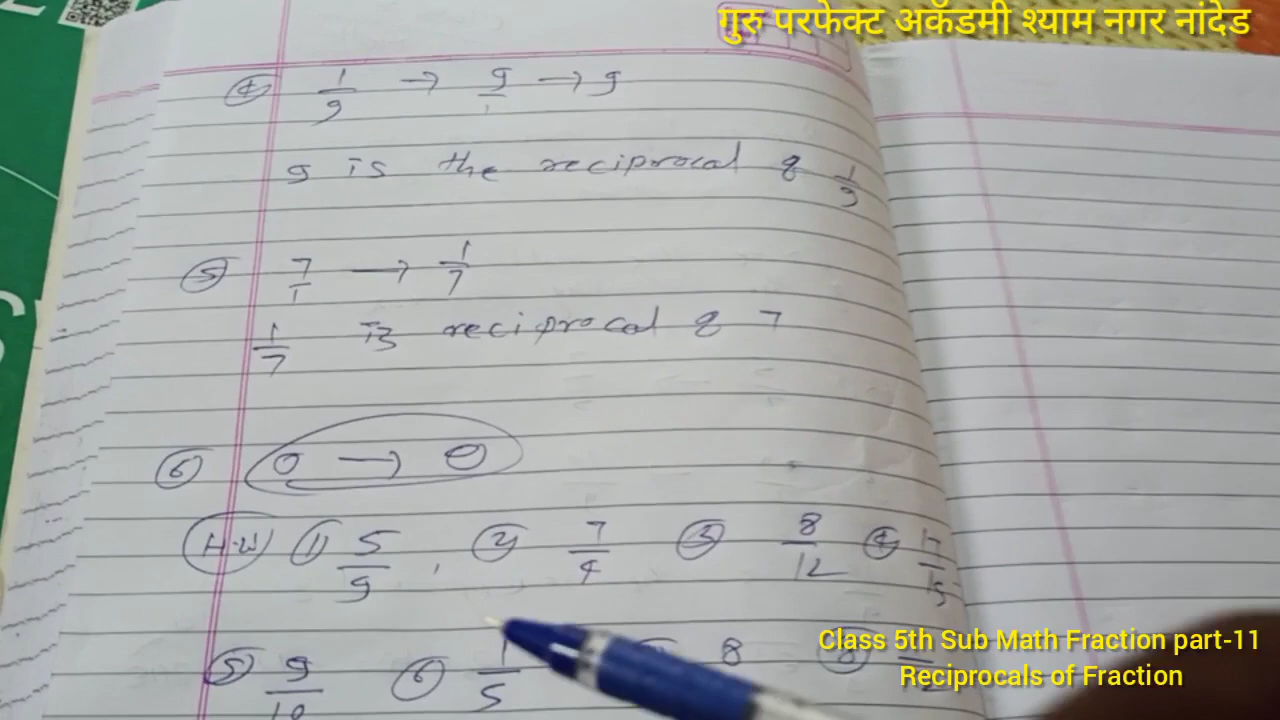 गुरु परफेक्ट अकॅडमी श्याम नगर नांदेड
④ 1/9 → 9/1 → 9
9 is the reciprocal of 1/9
⑤ 7/1 → 1/7
1/7 is reciprocal of 7
⑥ 0 → 0
H.W ① 5/9, ② 7/4 ③ 8/12 ④ 17/15
⑤ 9/10 ⑥ 1/5 8 ⑧
Class 5th Sub Math Fraction part-11
Reciprocals of Fraction